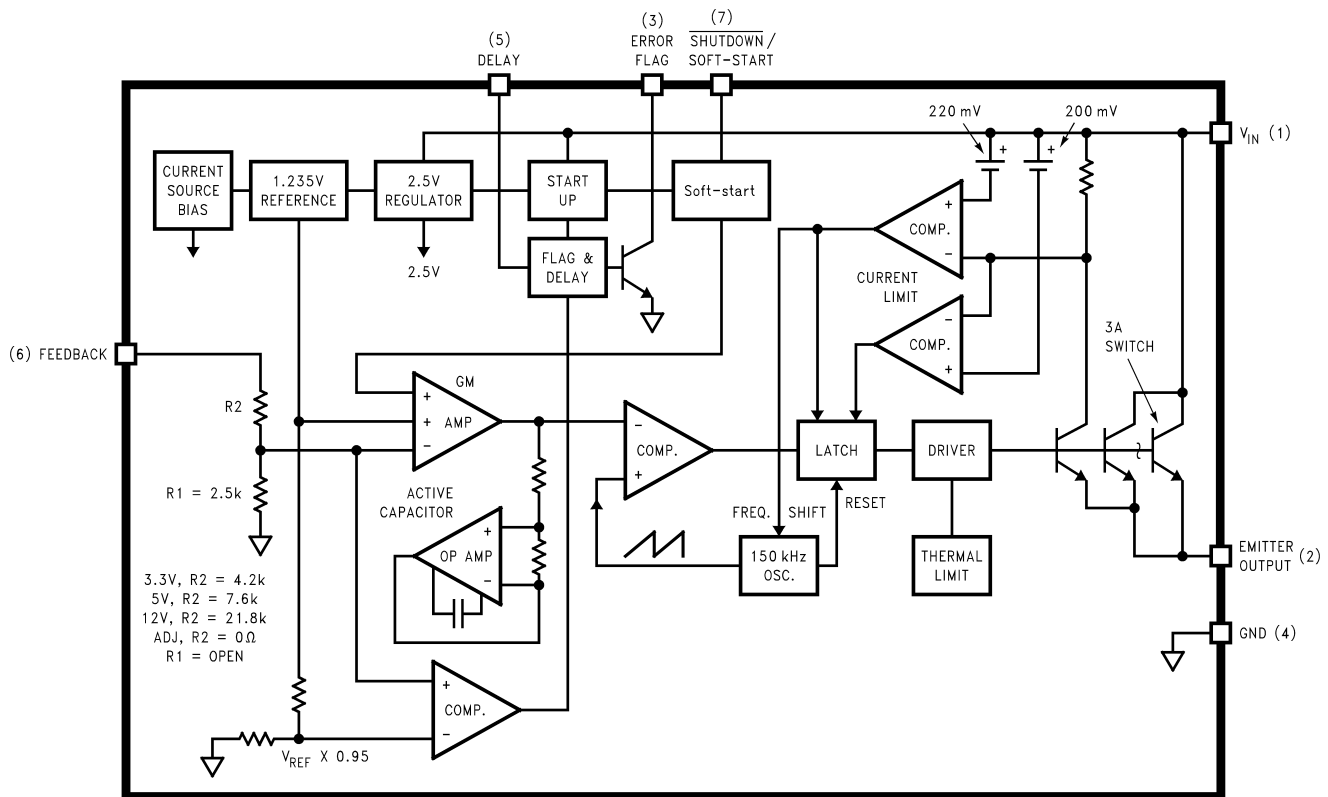 (5)
DELAY
(3)
ERROR
FLAG
(7)
SHUTDOWN /
SOFT-START
220 mV
200 mV
+
+
VIN (1)
CURRENT
SOURCE
BIAS
1.235V
REFERENCE
2.5V
REGULATOR
START
UP
Soft-start
2.5V
FLAG &
DELAY
+
COMP.
−
CURRENT
LIMIT
−
COMP.
+
3A
SWITCH
(6) FEEDBACK
R2
R1 = 2.5k
GM
+
+ AMP
−
−
COMP.
+
LATCH
DRIVER
ACTIVE
CAPACITOR
+
OP AMP
−
FREQ. SHIFT
RESET
150 kHz
OSC.
THERMAL
LIMIT
EMITTER
OUTPUT (2)
GND (4)
3.3V, R2 = 4.2k
5V, R2 = 7.6k
12V, R2 = 21.8k
ADJ, R2 = 0Ω
R1 = OPEN
+
COMP.
−
VREF X 0.95